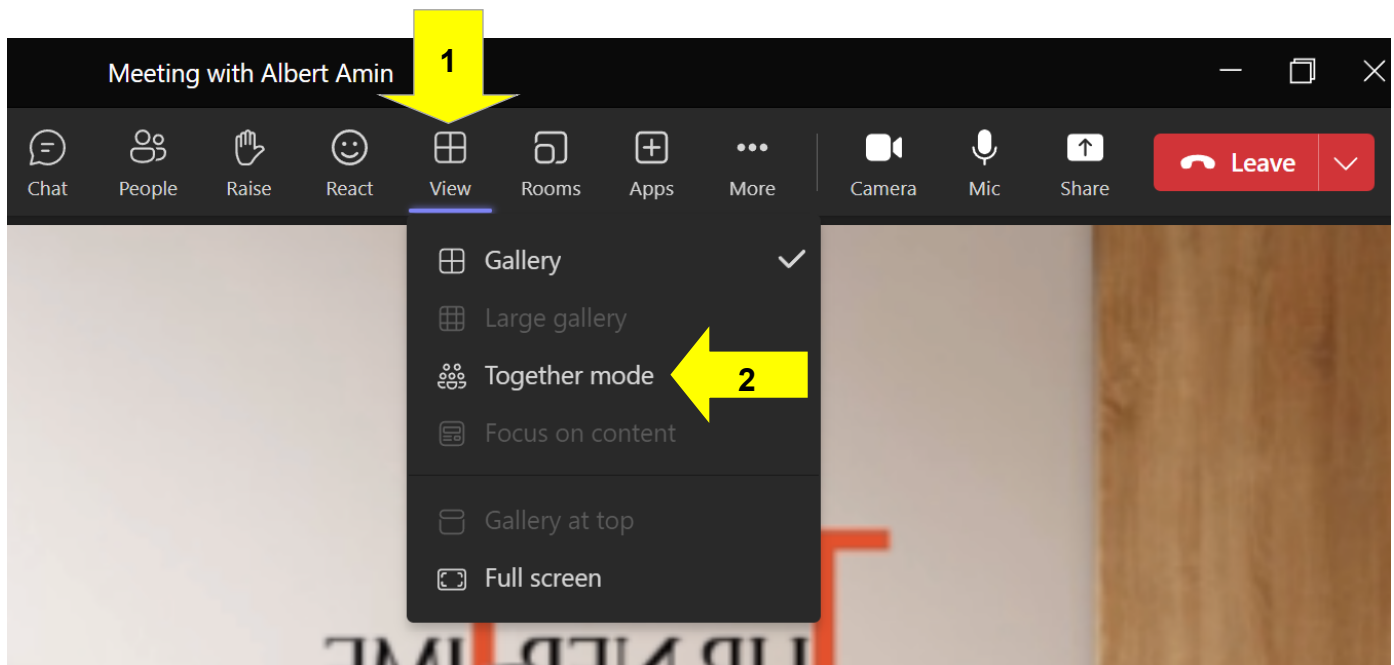 1
Meeting with Albert Amin
Chat People Raise React View Rooms Apps More Camera Mic Share Leave
Gallery
Large gallery
Together mode
2
Focus on content
Gallery at top
Full screen